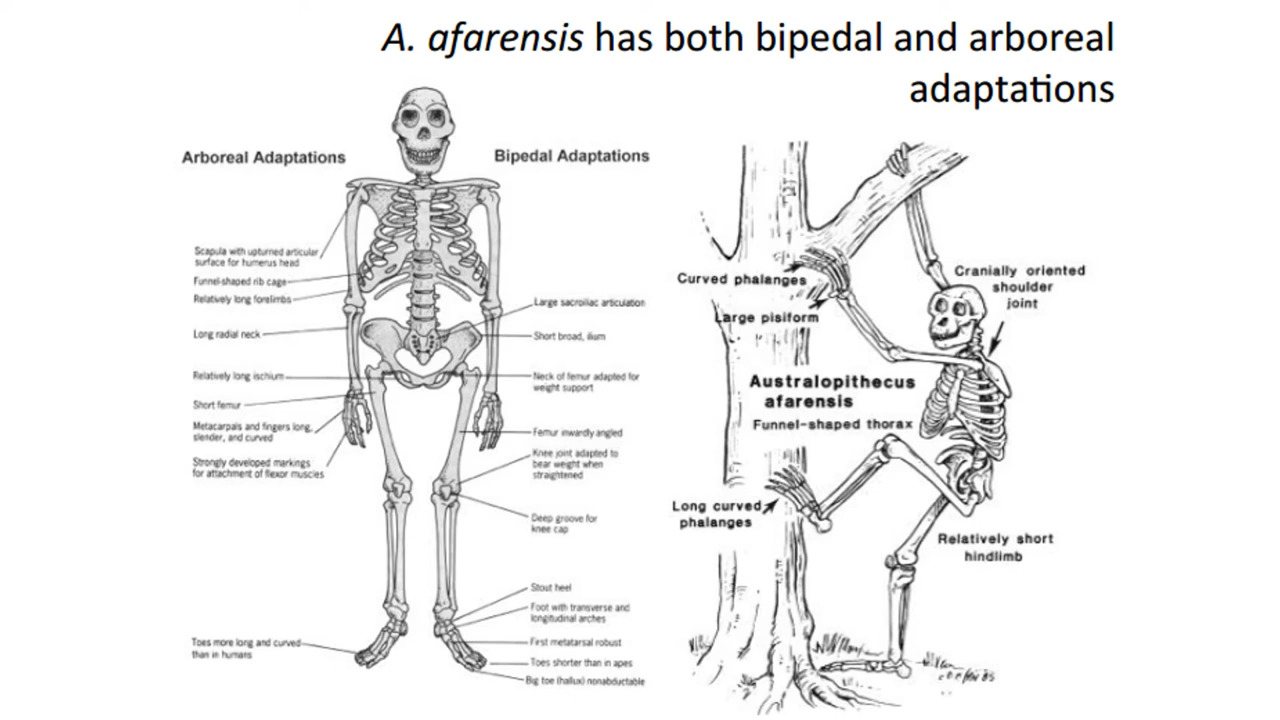 A. afarensis has both bipedal and arboreal
adaptations
Arboreal Adaptations
Scapula with upturned articular
surface for humerus head
Funnel-shaped rib cage
Relatively long forelimbs
Long radial neck
Relatively long ischium
Short femur
Metacarpals and fingers long,
slender, and curved
Strongly developed markings
for attachment of flexor muscles
Toes more long and curved
than in humans
Bipedal Adaptations
Large sacroiliac articulation
Short broad, ilium
Neck of femur adapted for
weight support
Femur inwardly angled
Knee joint adapted to
bear weight when
straightened
Deep groove for
knee cap
Stout heel
Foot with transverse and
longitudinal arches
First metatarsal robust
Toes shorter than in apes
Big toe (hallux) nonabductable
Curved phalanges
Large pisiform
Cranially oriented
shoulder
joint
Australopithecus
afarensis
Funnel-shaped thorax
Long curved
phalanges
Relatively short
hindlimb